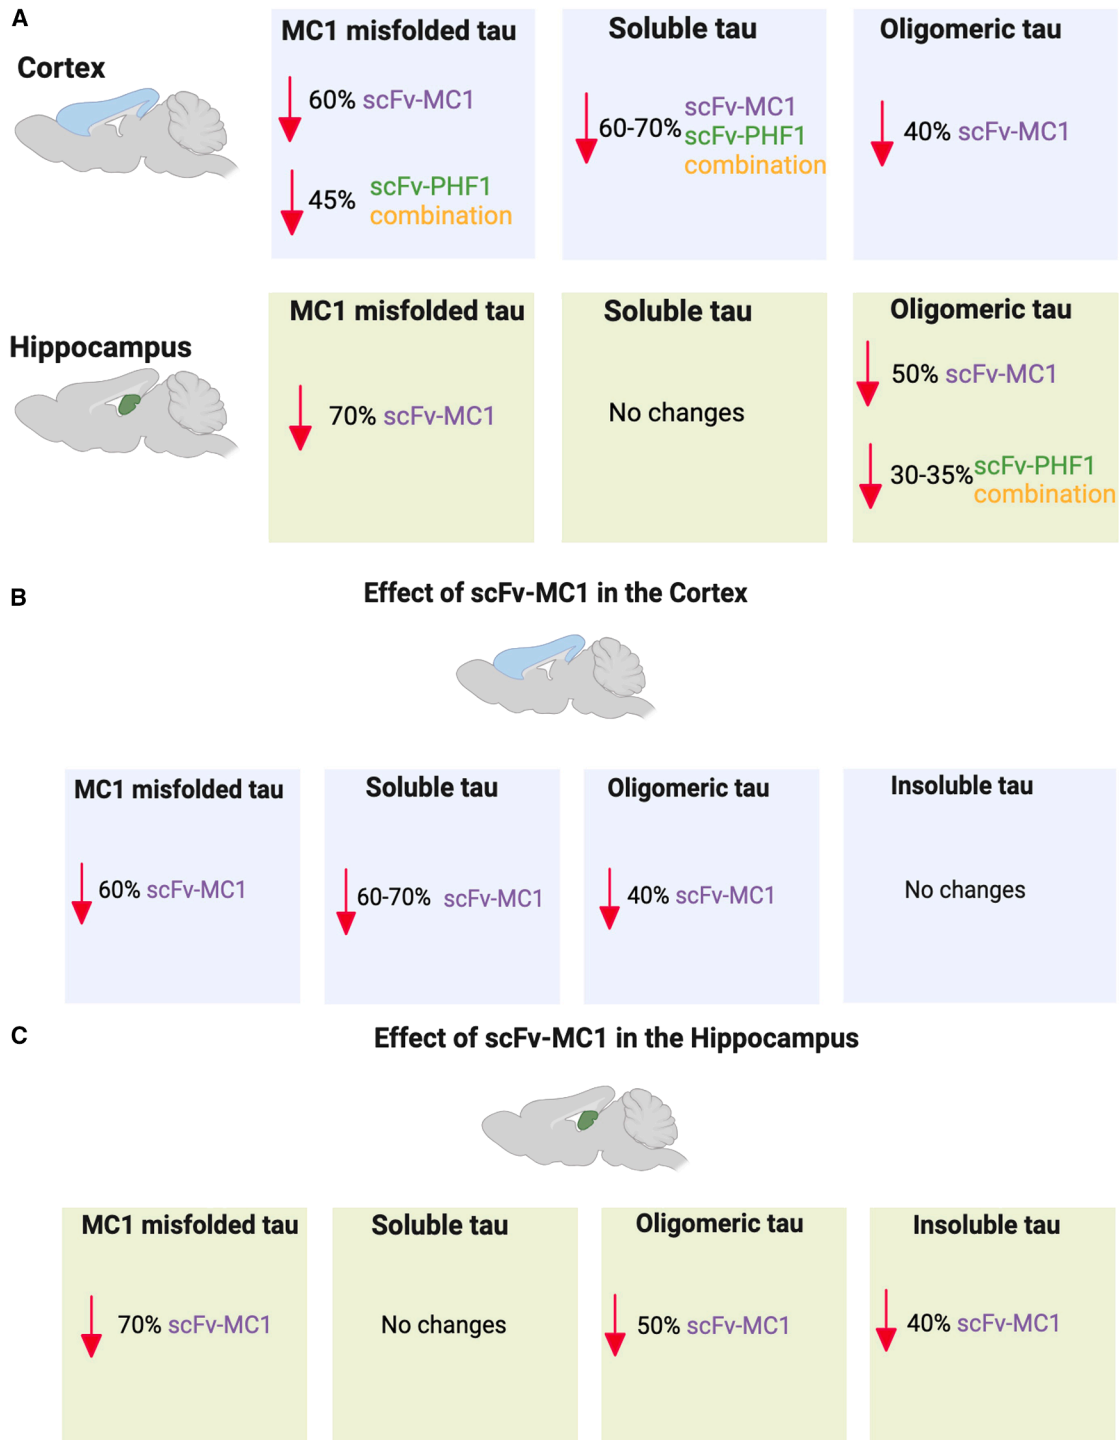 A
Cortex
MC1 misfolded tau
60% scFv-MC1
45%
scFv-PHF1
combination
Soluble tau
60-70%
scFv-MC1
scFv-PHF1
combination
Oligomeric tau
40% scFv-MC1
Hippocampus
MC1 misfolded tau
70% scFv-MC1
Soluble tau
No changes
Oligomeric tau
50% scFv-MC1
30-35%
scFv-PHF1
combination
B
Effect of scFv-MC1 in the Cortex
MC1 misfolded tau
60% scFv-MC1
Soluble tau
60-70% scFv-MC1
Oligomeric tau
40% scFv-MC1
Insoluble tau
No changes
C
Effect of scFv-MC1 in the Hippocampus
MC1 misfolded tau
70% scFv-MC1
Soluble tau
No changes
Oligomeric tau
50% scFv-MC1
Insoluble tau
40% scFv-MC1